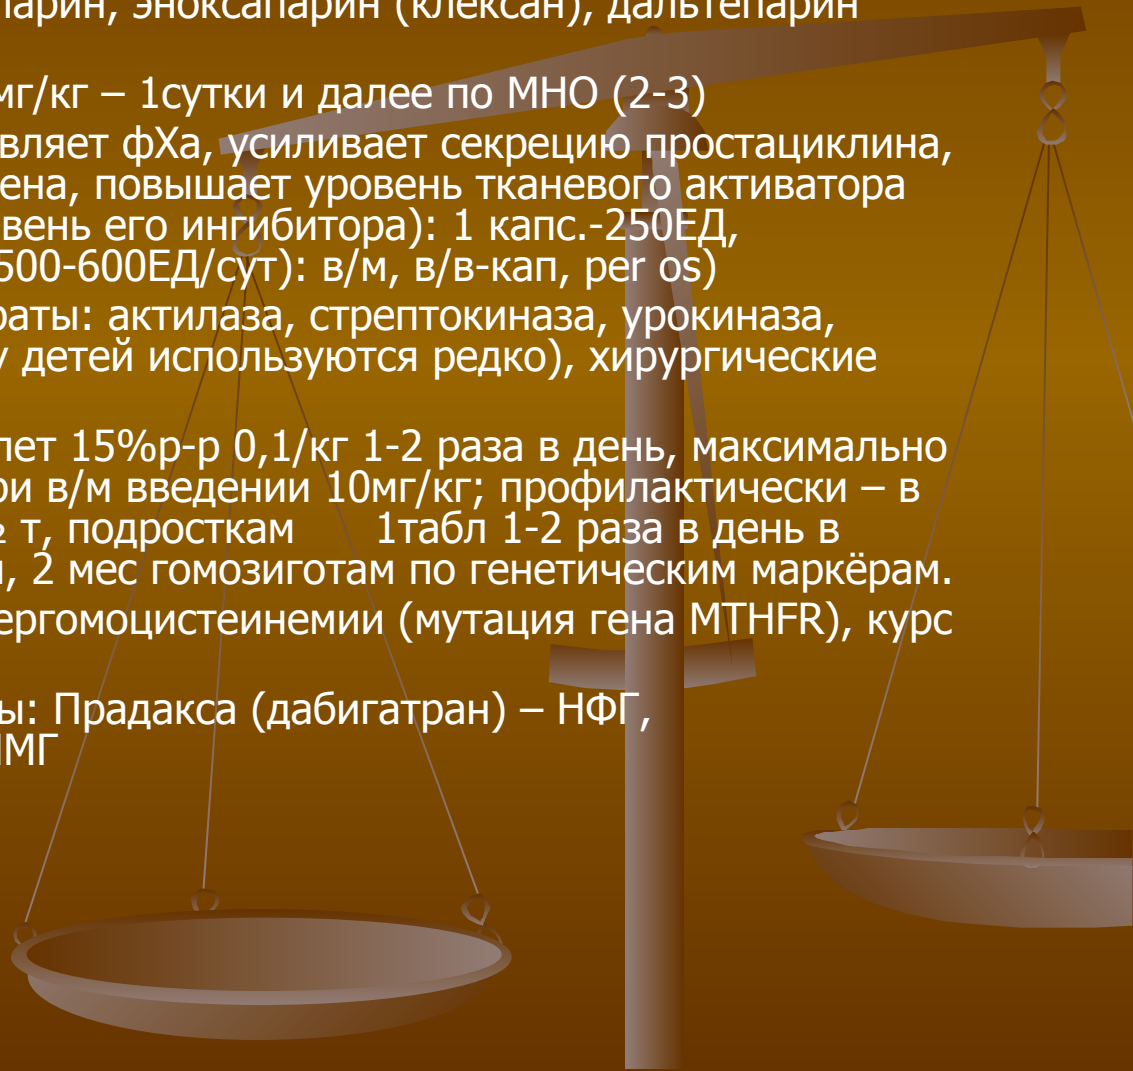 парин, эноксапарин (клексан), дальтепарин
мг/кг – 1сутки и далее по МНО (2-3)
вляет фХа, усиливает секрецию простациклина,
ена, повышает уровень тканевого активатора
вень его ингибитора): 1 капс.-250ЕД,
500-600ЕД/сут): в/м, в/в-кап, per os)
раты: актилаза, стрептокиназа, урокиназа,
у детей используются редко), хирургические
лет 15%р-р 0,1/кг 1-2 раза в день, максимально
ри в/м введении 10мг/кг; профилактически – в
т, подросткам 1табл 1-2 раза в день в
, 2 мес гомозиготам по генетическим маркёрам.
ергомоцистеинемии (мутация гена MTHFR), курс
ы: Прадакса (дабигатран) – НФГ,
МГ